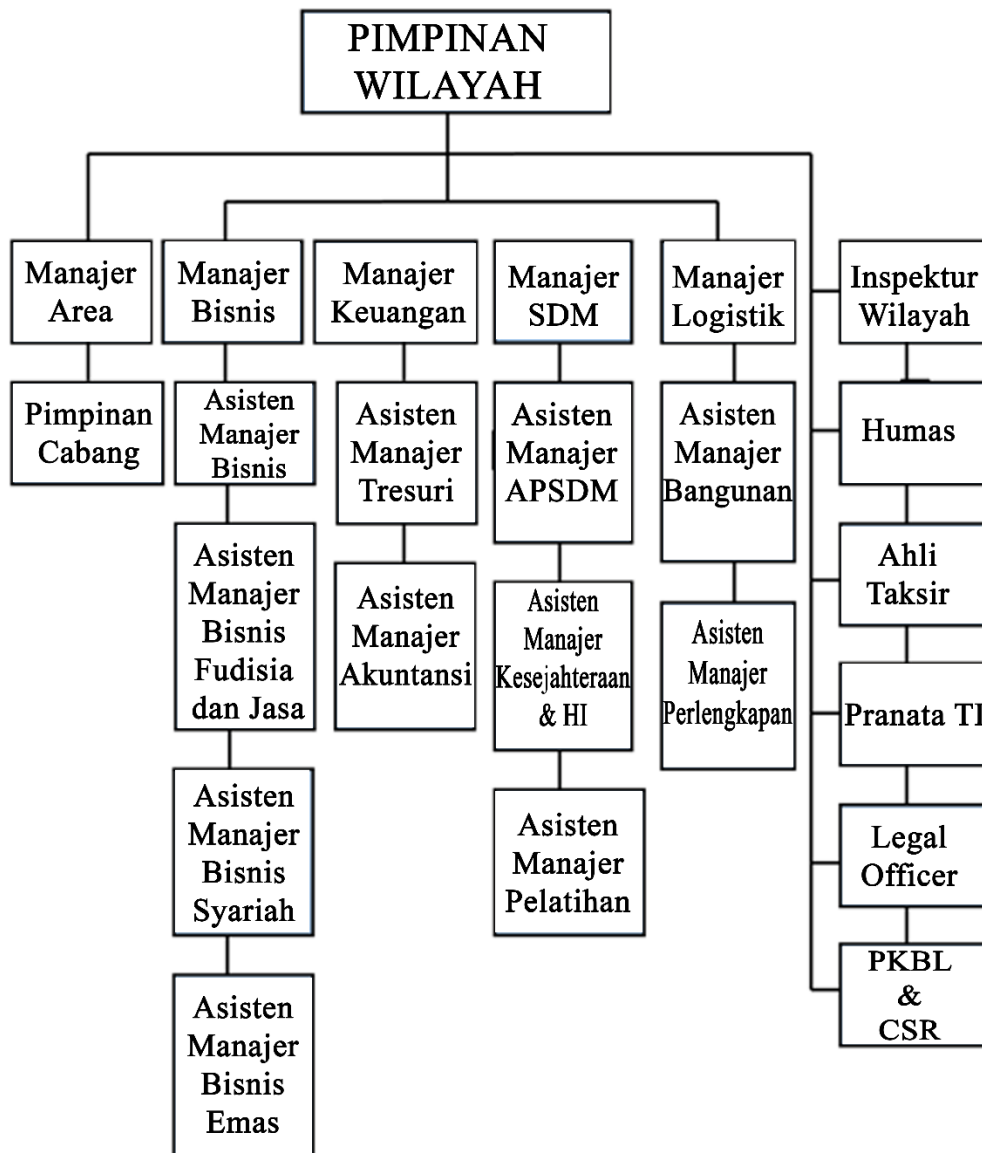 PIMPINAN
WILAYAH
Manajer
Area
Pimpinan
Cabang
Manajer
Bisnis
Asisten
Manajer
Bisnis
Asisten
Manajer
Bisnis
Fudisia
dan Jasa
Asisten
Manajer
Bisnis
Syariah
Asisten
Manajer
Bisnis
Emas
Manajer
Keuangan
Asisten
Manajer
Tresuri
Asisten
Manajer
Akuntansi
Manajer
SDM
Asisten
Manajer
APSDM
Asisten
Manajer
Kesejahteraan
& HI
Asisten
Manajer
Pelatihan
Manajer
Logistik
Asisten
Manajer
Bangunan
Asisten
Manajer
Perlengkapan
Inspektur
Wilayah
Humas
Ahli
Taksir
Pranata TI
Legal
Officer
PKBL
&
CSR